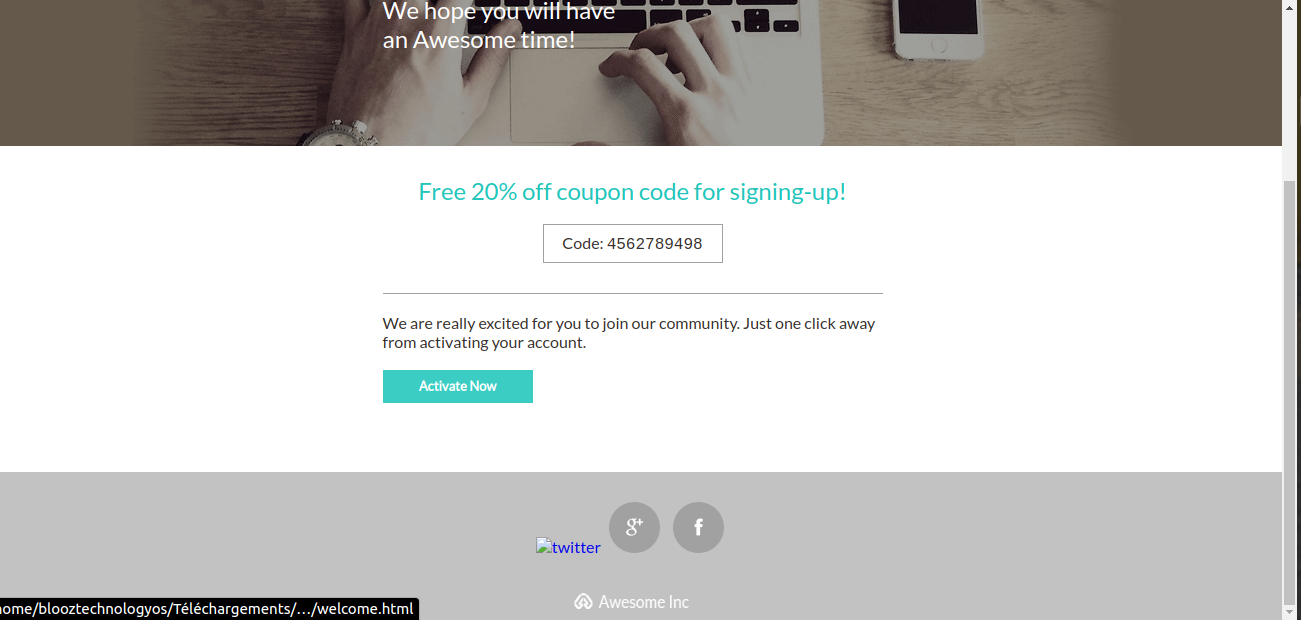 We hope you will have
an Awesome time!
Free 20% off coupon code for signing-up!
Code: 4562789498
We are really excited for you to join our community. Just one click away
from activating your account.
Activate Now
g+ f
twitter
Awesome Inc
home/blooztechnologyos/Téléchargements/…/welcome.html